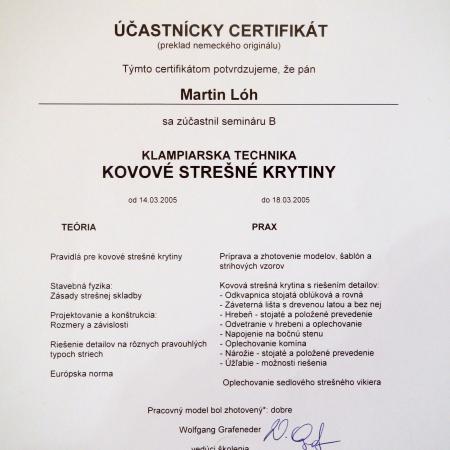 ÚČASTNÍCKY CERTIFIKÁT
(preklad nemeckého originálu)
Týmto certifikátom potvrdzujeme, že pán
Martin Lóh
sa zúčastnil semináru B
KLAMPIARSKA TECHNIKA
KOVOVÉ STREŠNÉ KRYTINY
od 14.03.2005 do 18.03.2005
TEÓRIA
Pravidlá pre kovové strešné krytiny
Stavebná fyzika:
Zásady strešnej skladby
Projektovanie a konštrukcia:
Rozmery a závislosti
Riešenie detailov na rôznych pravouhlých
typoch striech
Európska norma
PRAX
Príprava a zhotovenie modelov, šablón a
strihových vzorov
Kovová strešná krytina s riešením detailov:
- Odkvapnica stojatá oblúková a rovná
- Záveterná lišta s drevenou latou a bez nej
- Hrebeň - stojaté a položené prevedenie
- Odvetranie v hrebeni a oplechovanie
- Napojenie na bočnú stenu
- Oplechovanie komína
- Nárožie - stojaté a položené prevedenie
- Úžľabie - možnosti riešenia
Oplechovanie sedlového strešného vikiera
Pracovný model bol zhotovený*: dobre
Wolfgang Grafeneder
vedúci školenia